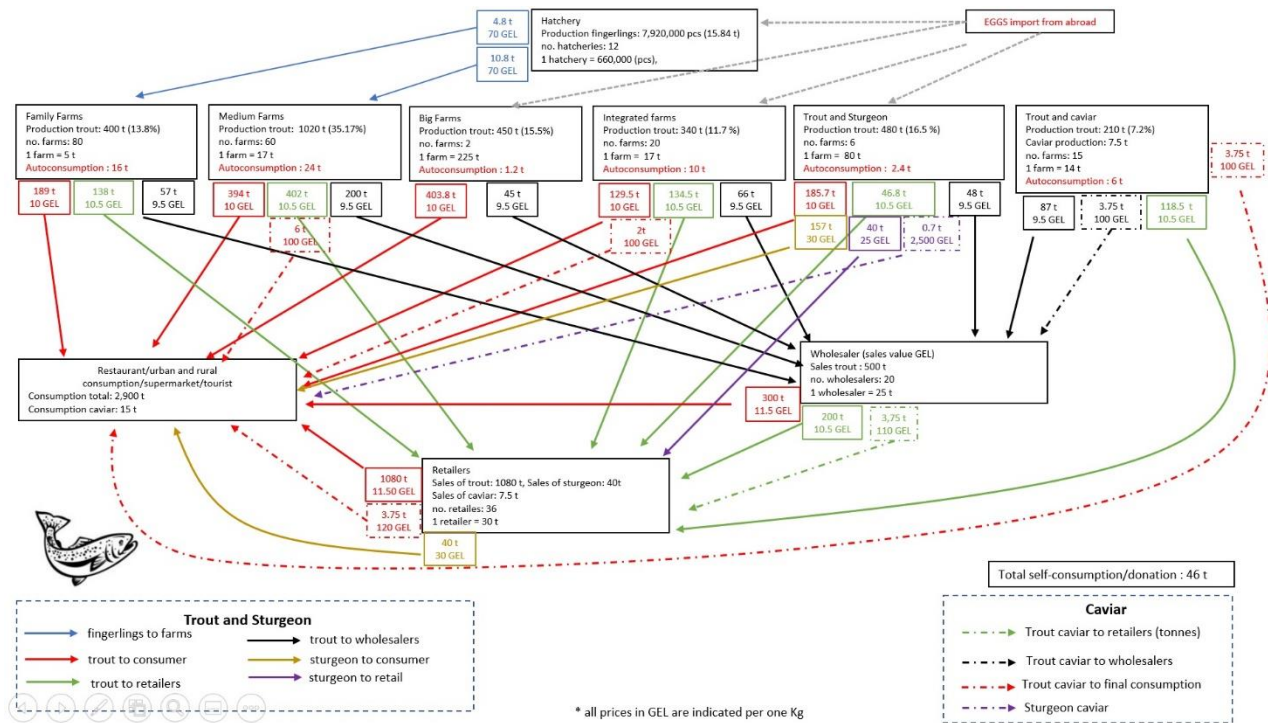 4.8 t
70 GEL
10.8 t
70 GEL
Hatchery
Production fingerlings: 7,920,000 pcs (15.84 t)
no. hatcheries: 12
1 hatchery = 660,000 (pcs),
EGGS import from abroad
Family Farms
Production trout: 400 t (13.8%)
no. farms: 80
1 farm = 5 t
Autoconsumption : 16 t
Medium Farms
Production trout: 1020 t (35.17%)
no. farms: 60
1 farm = 17 t
Autoconsumption : 24 t
Big Farms
Production trout: 450 t (15.5%)
no. farms: 2
1 farm = 225 t
Autoconsumption : 1.2 t
Integrated farms
Production trout: 340 t (11.7 %)
no. farms: 20
1 farm = 17 t
Autoconsumption : 10 t
Trout and Sturgeon
Production trout: 480 t (16.5 %)
no. farms: 6
1 farm = 80 t
Autoconsumption : 2.4 t
Trout and caviar
Production trout: 210 t (7.2%)
Caviar production: 7.5 t
no. farms: 15
1 farm = 14 t
Autoconsumption : 6 t
3.75 t
100 GEL
189 t
10 GEL
138 t
10.5 GEL
57 t
9.5 GEL
394 t
10 GEL
402 t
10.5 GEL
200 t
9.5 GEL
6 t
100 GEL
403.8 t
10 GEL
45 t
9.5 GEL
129.5 t
10 GEL
134.5 t
10.5 GEL
66 t
9.5 GEL
2t
100 GEL
185.7 t
10 GEL
46.8 t
10.5 GEL
48 t
9.5 GEL
157 t
30 GEL
40 t
25 GEL
0.7 t
2,500 GEL
87 t
9.5 GEL
3.75 t
100 GEL
118.5 t
10.5 GEL
Restaurant/urban and rural
consumption/supermarket/tourist
Consumption total: 2,900 t
Consumption caviar: 15 t
Wholesaler (sales value GEL)
Sales trout : 500 t
no. wholesalers: 20
1 wholesaler = 25 t
300 t
11.5 GEL
200 t
10.5 GEL
3,75 t
110 GEL
Retailers
Sales of trout: 1080 t, Sales of sturgeon: 40t
Sales of caviar: 7.5 t
no. retailes: 36
1 retailer = 30 t
1080 t
11.50 GEL
3.75 t
120 GEL
40 t
30 GEL
Total self-consumption/donation : 46 t
Trout and Sturgeon
fingerlings to farms
trout to consumer
trout to retailers
trout to wholesalers
sturgeon to consumer
sturgeon to retail
Caviar
Trout caviar to retailers (tonnes)
Trout caviar to wholesalers
Trout caviar to final consumption
Sturgeon caviar
* all prices in GEL are indicated per one Kg